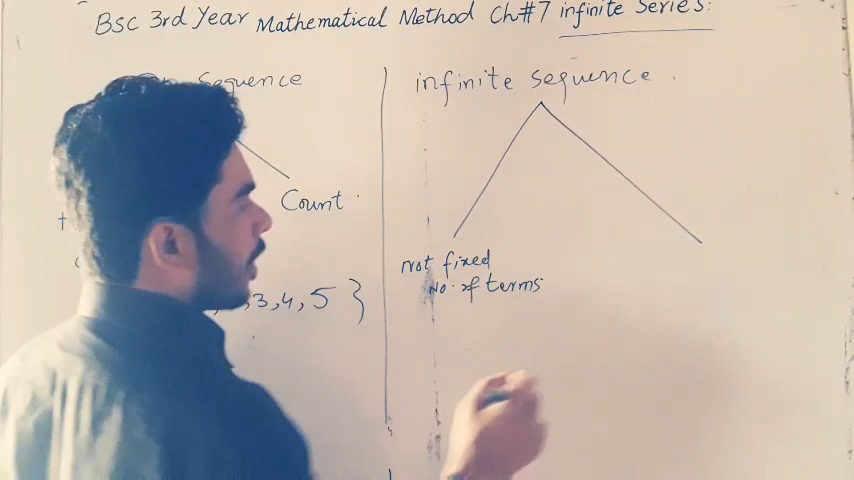 Bsc 3rd Year Mathematical Method Ch#7 infinite Series:
Sequence
Count
3,4,5 }
infinite sequence
not fixed
No. of terms